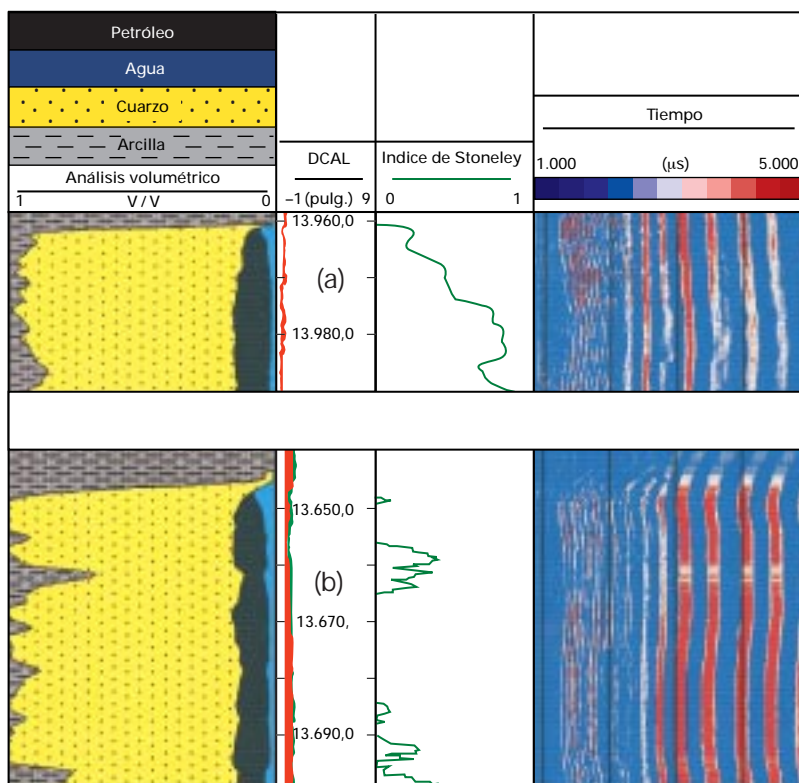 Petróleo
Agua
Cuarzo
Arcilla
Análisis volumétrico
1 V / V 0
DCAL
–1 (pulg.) 9
Indice de Stoneley
0 1
Tiempo
1.000 (µs) 5.000
13.960,0
(a)
13.980,0
13.650,0
(b)
13.670,
13.690,0